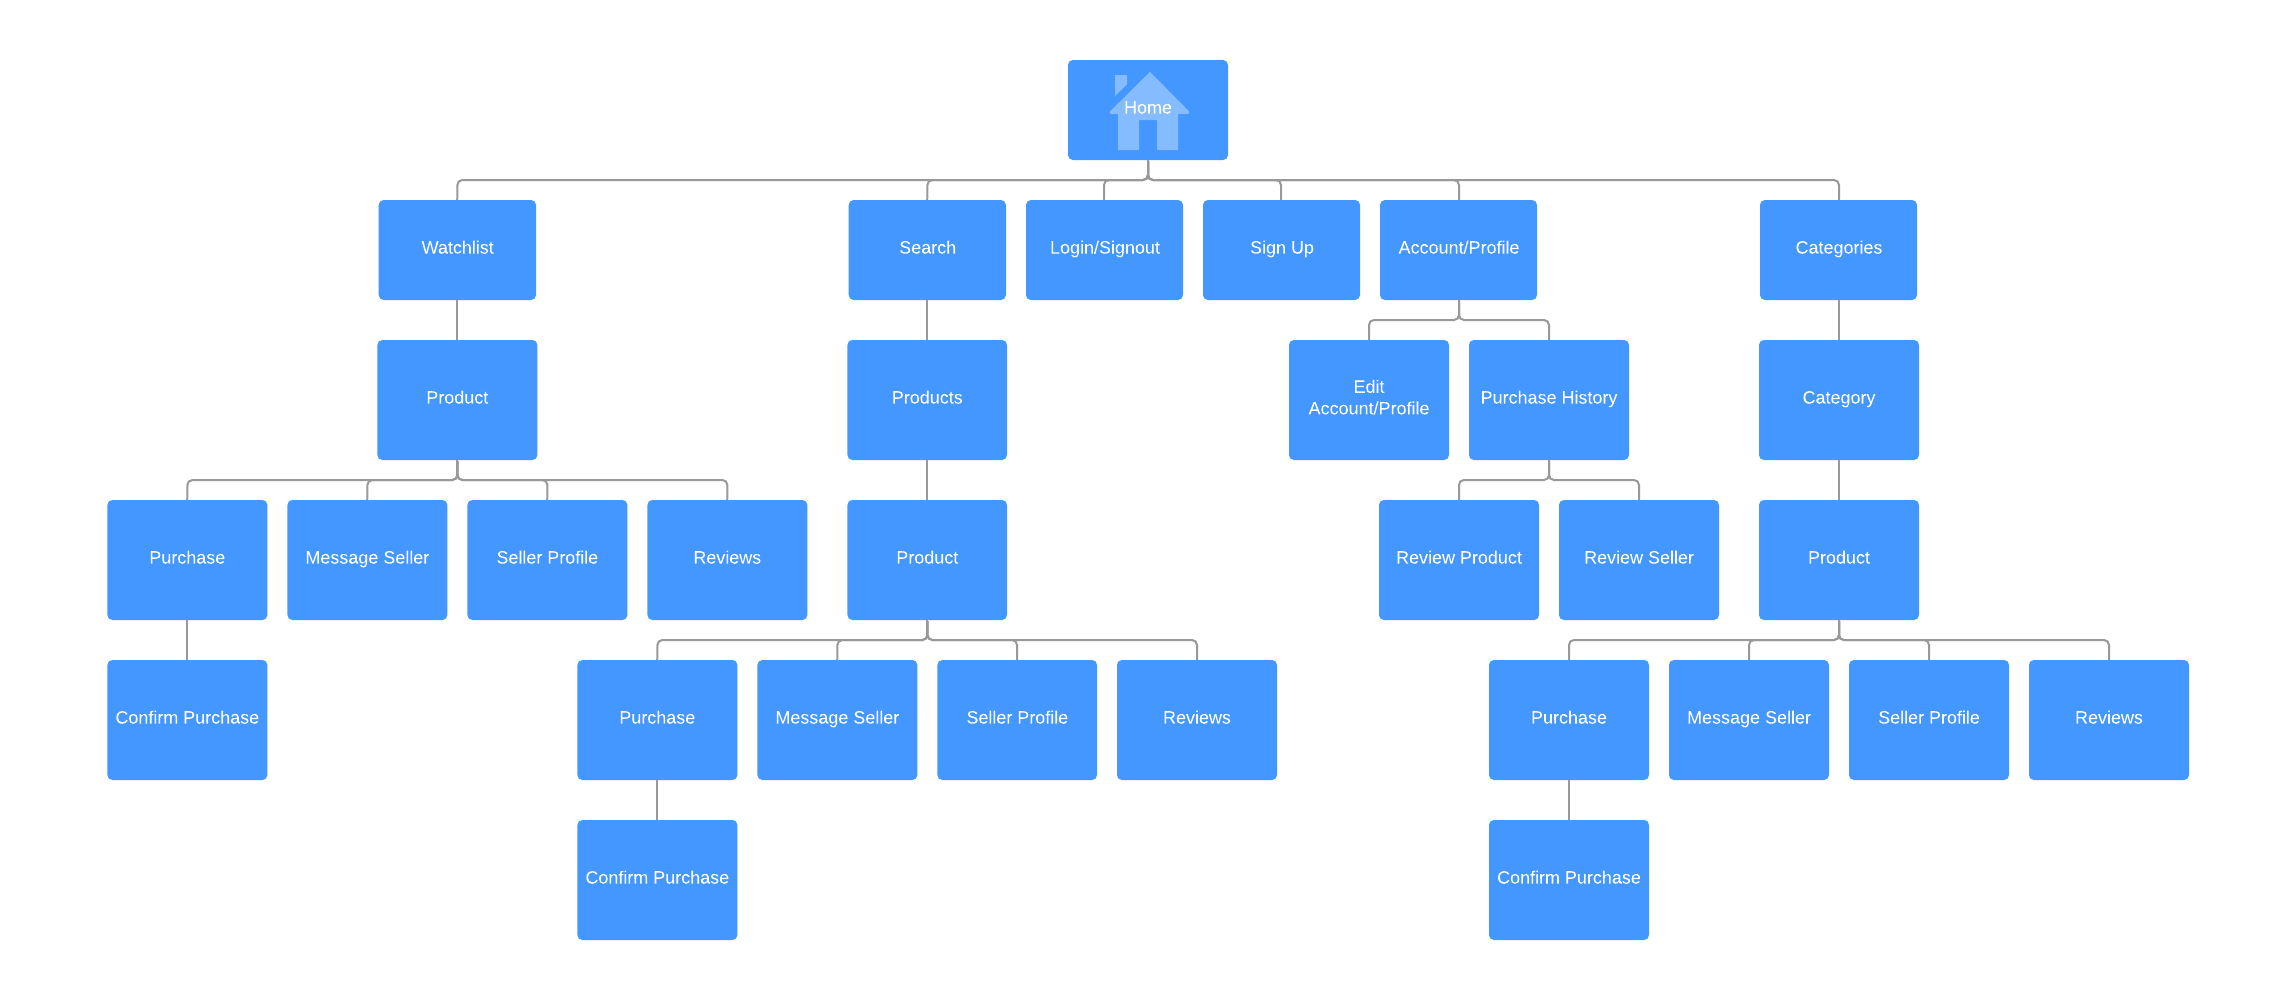 Home
Watchlist
Search
Login/Signout
Sign Up
Account/Profile
Categories
Product
Products
Edit
Account/Profile
Purchase History
Category
Purchase
Message Seller
Seller Profile
Reviews
Product
Review Product
Review Seller
Product
Confirm Purchase
Purchase
Message Seller
Seller Profile
Reviews
Purchase
Message Seller
Seller Profile
Reviews
Confirm Purchase
Confirm Purchase